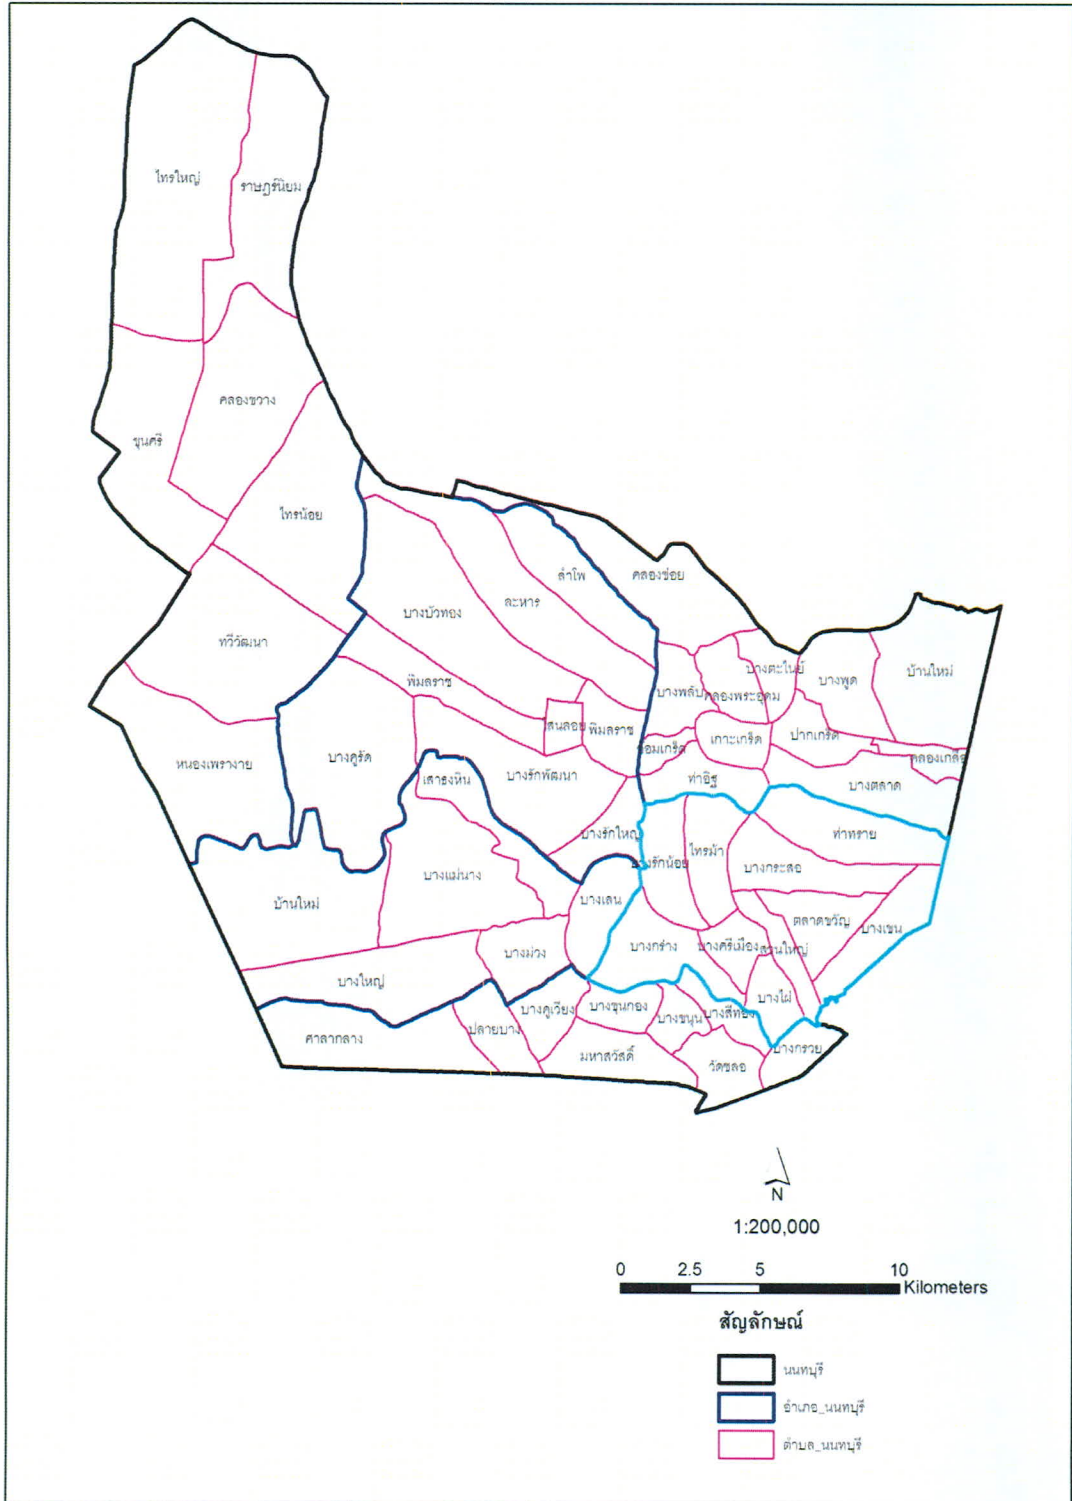 ไทรใหญ่
ราษฎร์นิยม
คลองขวาง
ขุนศรี
ไทรน้อย
คลองข่อย
ลำโพ
ละหาร
บางบัวทอง
ทวีวัฒนา
พิมลราช
บางตะไนย์
บางพูด
บ้านใหม่
บางพลับ
คลองพระอุดม
สนลอย
พิมลราช
อ้อมเกร็ด
เกาะเกร็ด
ปากเกร็ด
คลองเกลือ
หนองเพรางาย
บางคูรัด
เสาธงหิน
บางรักพัฒนา
ท่าอิฐ
บางตลาด
บางรักใหญ่
ท่าทราย
บางรักน้อย
ไทรม้า
บางกระสอ
บางแม่นาง
บ้านใหม่
บางเลน
ตลาดขวัญ
บางเขน
บางกร่าง
บางศรีเมือง
สวนใหญ่
บางม่วง
บางใหญ่
บางไผ่
บางคูเวียง
บางขุนกอง
บางขนุน
บางสีทอง
ศาลากลาง
ปลายบาง
มหาสวัสดิ์
วัดชลอ
บางกรวย
N
1:200,000
0 2.5 5 10
Kilometers
สัญลักษณ์
นนทบุรี
อำเภอ_นนทบุรี
ตำบล_นนทบุรี